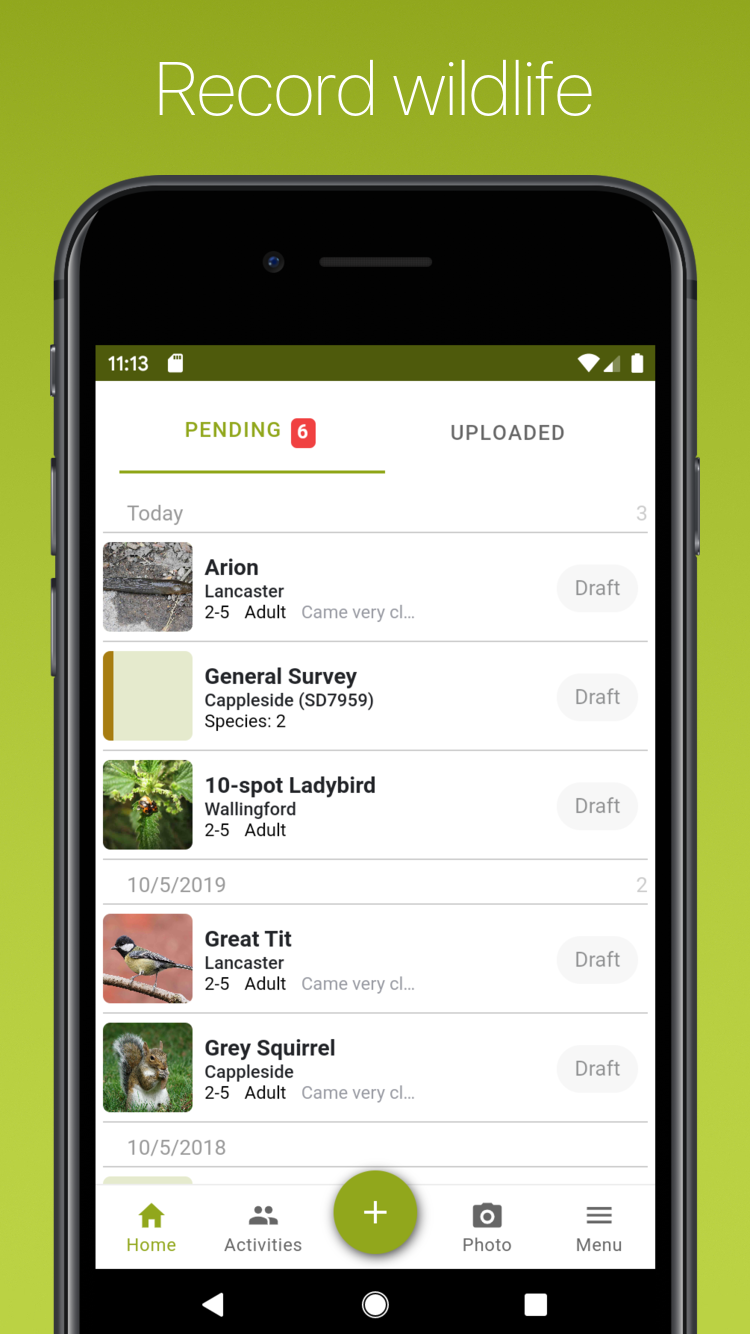 Record wildlife
11:13
PENDING 6
UPLOADED
Today 3
Arion
Lancaster
2-5 Adult Came very cl...
Draft
General Survey
Cappleside (SD7959)
Species: 2
Draft
10-spot Ladybird
Wallingford
2-5 Adult
Draft
10/5/2019 2
Great Tit
Lancaster
2-5 Adult Came very cl...
Draft
Grey Squirrel
Cappleside
2-5 Adult Came very cl...
Draft
10/5/2018
Home Activities + Photo Menu